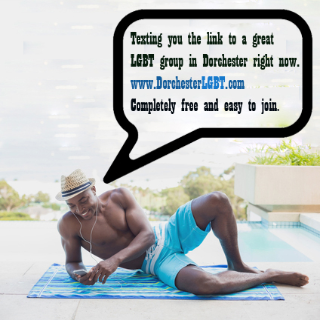 Texting you the link to a great
LGBT group in Dorchester right now.
www.DorchesterLGBT.com
Completely free and easy to join.